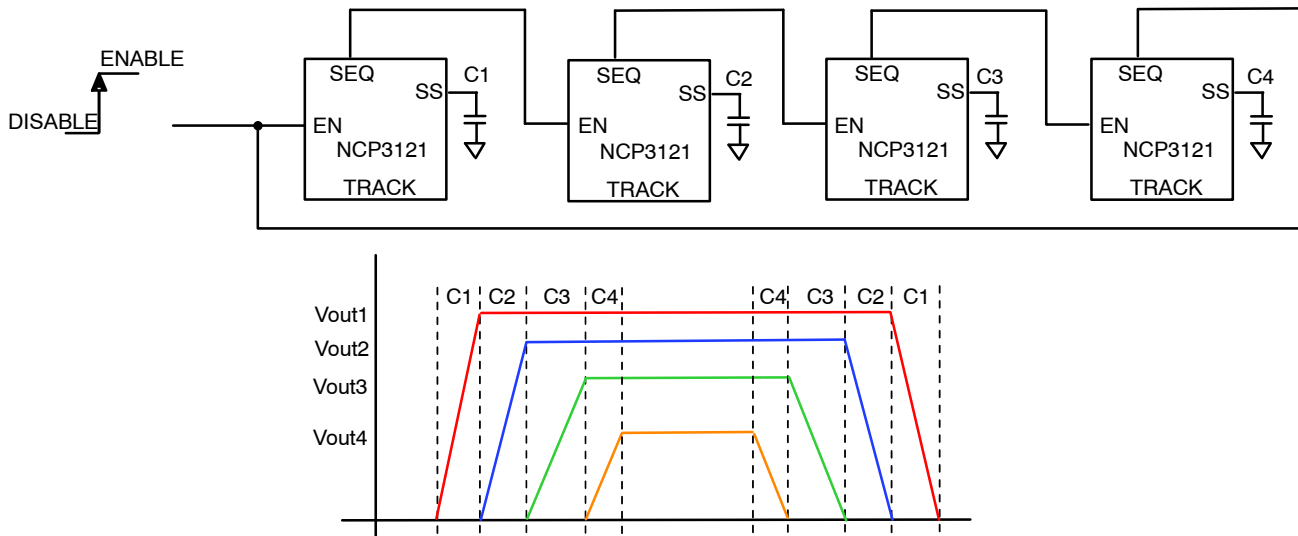 ENABLE
DISABLE
SEQ
C1
SS
EN
NCP3121
TRACK
SEQ
C2
SS
EN
NCP3121
TRACK
SEQ
C3
SS
EN
NCP3121
TRACK
SEQ
C4
SS
EN
NCP3121
TRACK
C1 C2 C3 C4 C4 C3 C2 C1
Vout1
Vout2
Vout3
Vout4